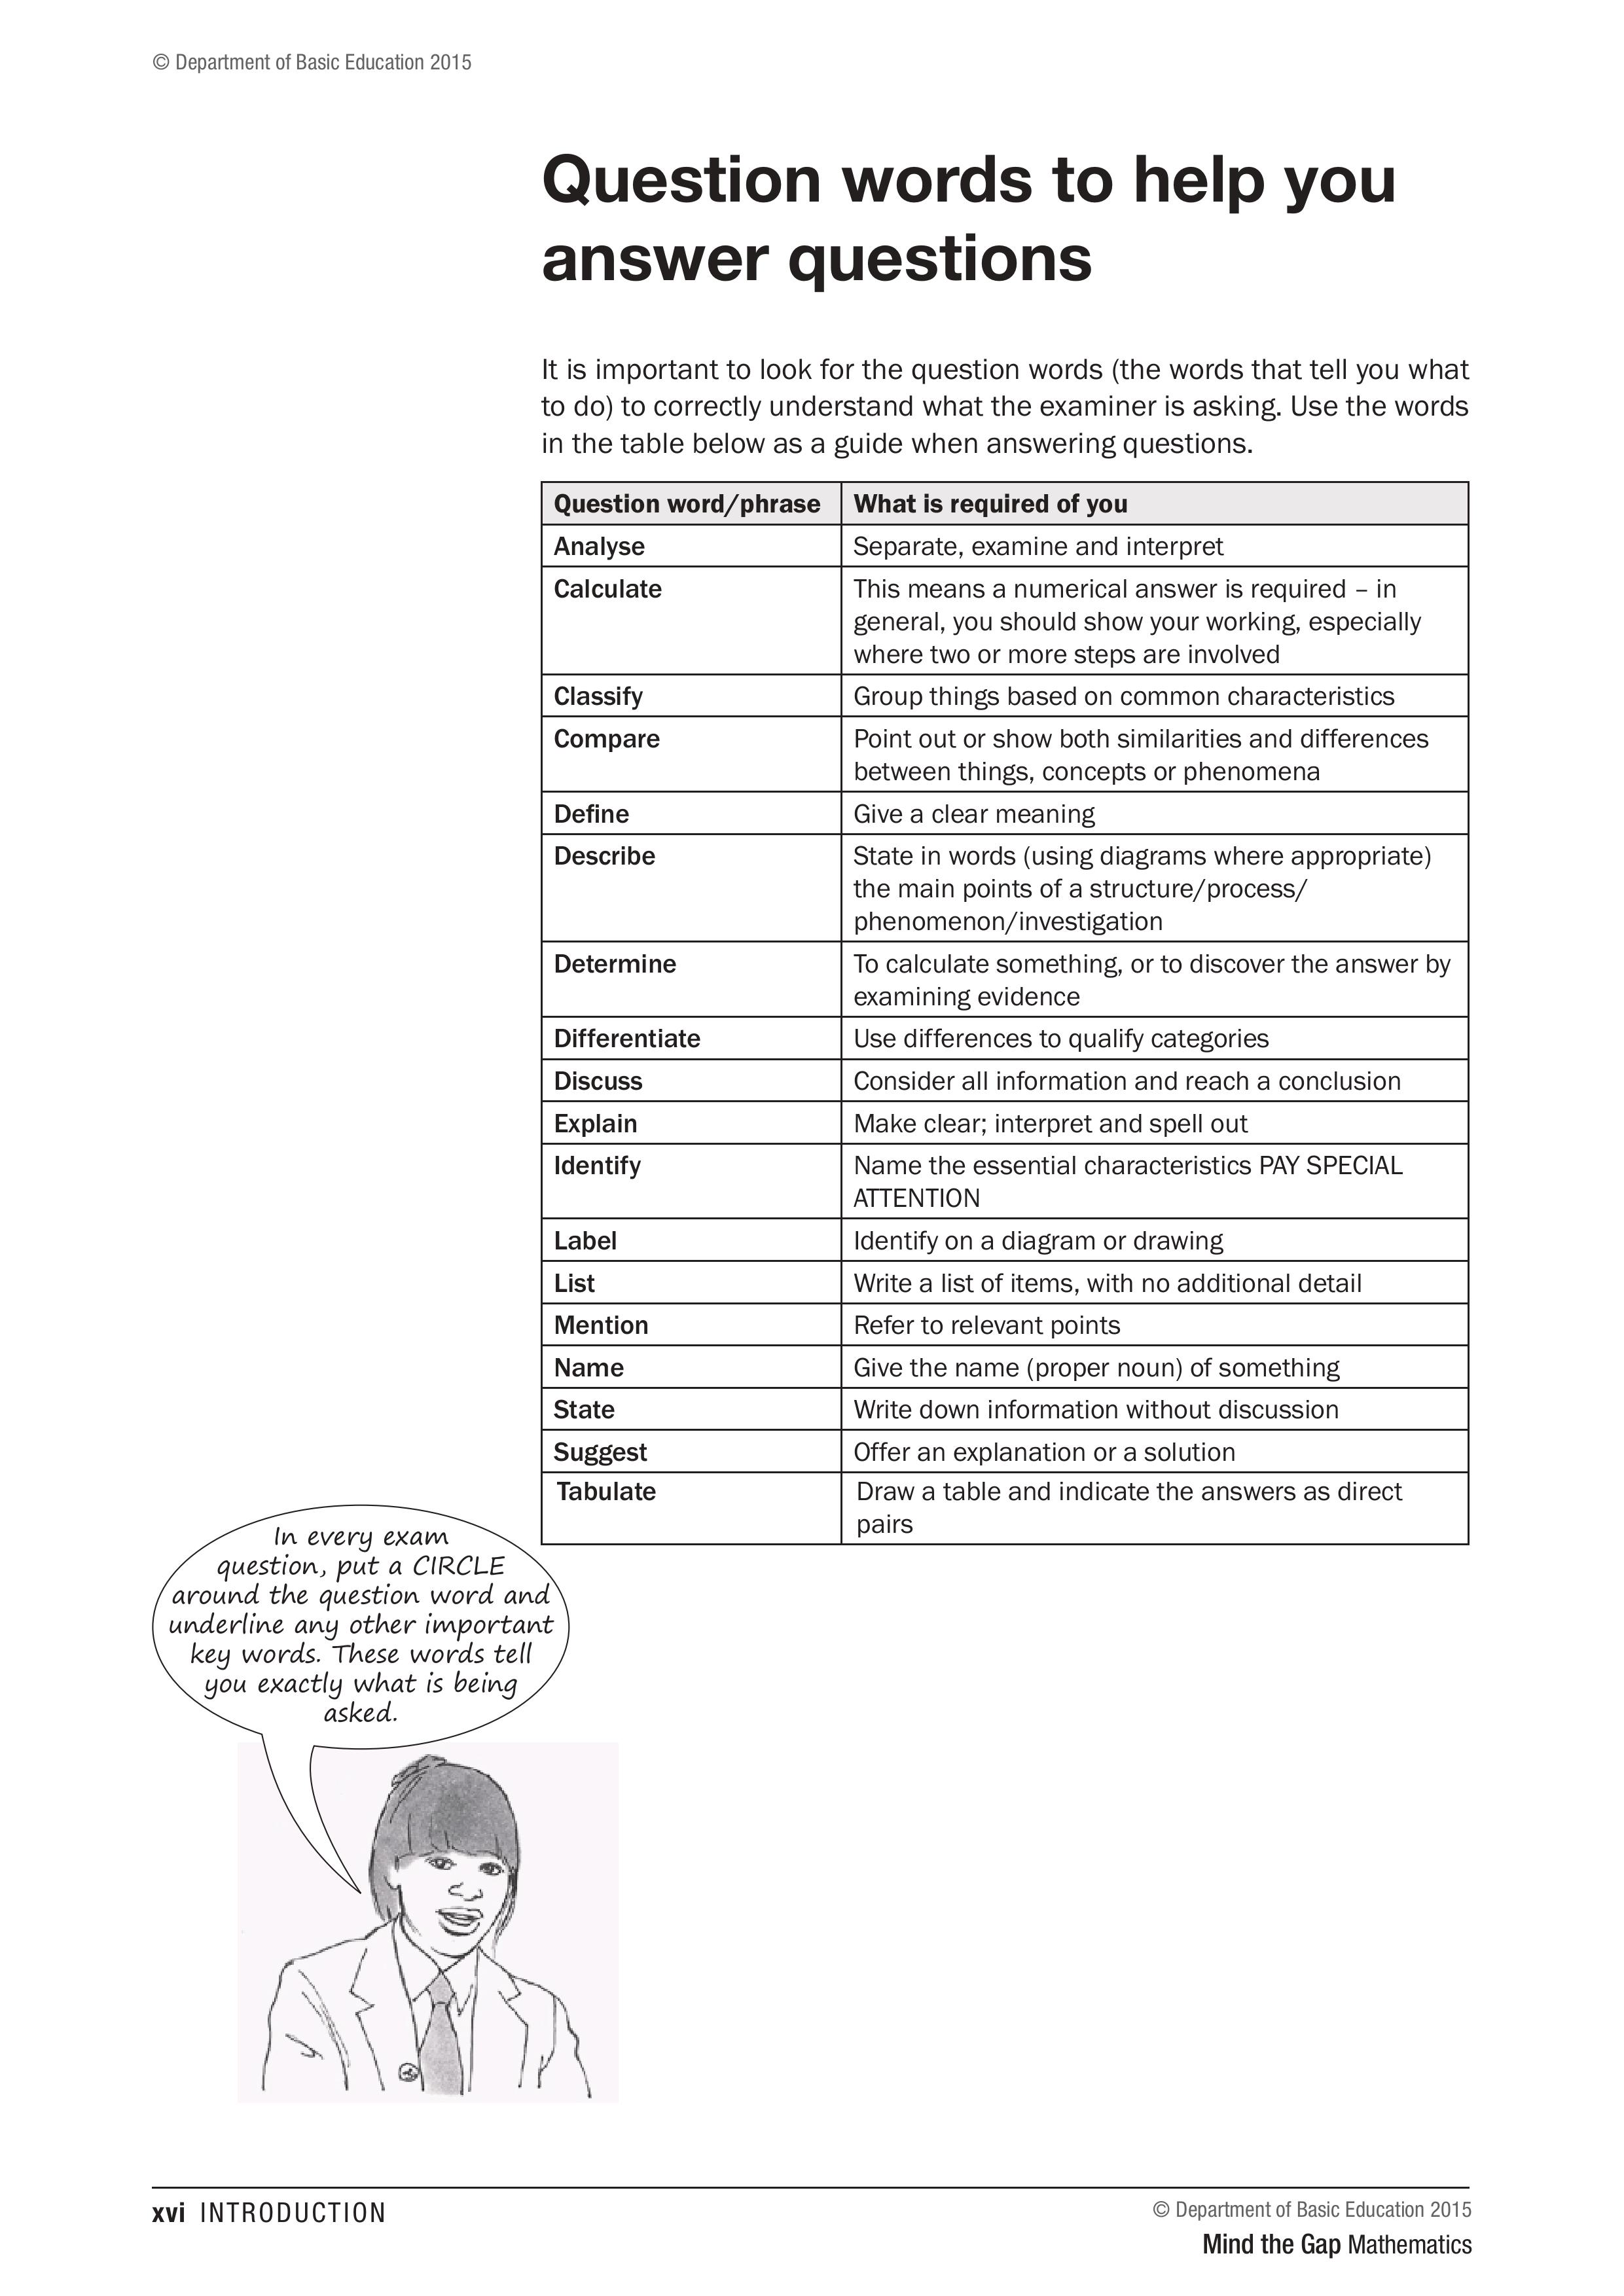 © Department of Basic Education 2015
Question words to help you
answer questions
It is important to look for the question words (the words that tell you what
to do) to correctly understand what the examiner is asking. Use the words
in the table below as a guide when answering questions.
Question word/phrase What is required of you
Analyse Separate, examine and interpret
Calculate This means a numerical answer is required – in
general, you should show your working, especially
where two or more steps are involved
Classify Group things based on common characteristics
Compare Point out or show both similarities and differences
between things, concepts or phenomena
Define Give a clear meaning
Describe State in words (using diagrams where appropriate)
the main points of a structure/process/
phenomenon/investigation
Determine To calculate something, or to discover the answer by
examining evidence
Differentiate Use differences to qualify categories
Discuss Consider all information and reach a conclusion
Explain Make clear; interpret and spell out
Identify Name the essential characteristics PAY SPECIAL
ATTENTION
Label Identify on a diagram or drawing
List Write a list of items, with no additional detail
Mention Refer to relevant points
Name Give the name (proper noun) of something
State Write down information without discussion
Suggest Offer an explanation or a solution
Tabulate Draw a table and indicate the answers as direct
pairs
In every exam
question, put a CIRCLE
around the question word and
underline any other important
key words. These words tell
you exactly what is being
asked.
xvi INTRODUCTION
© Department of Basic Education 2015
Mind the Gap Mathematics